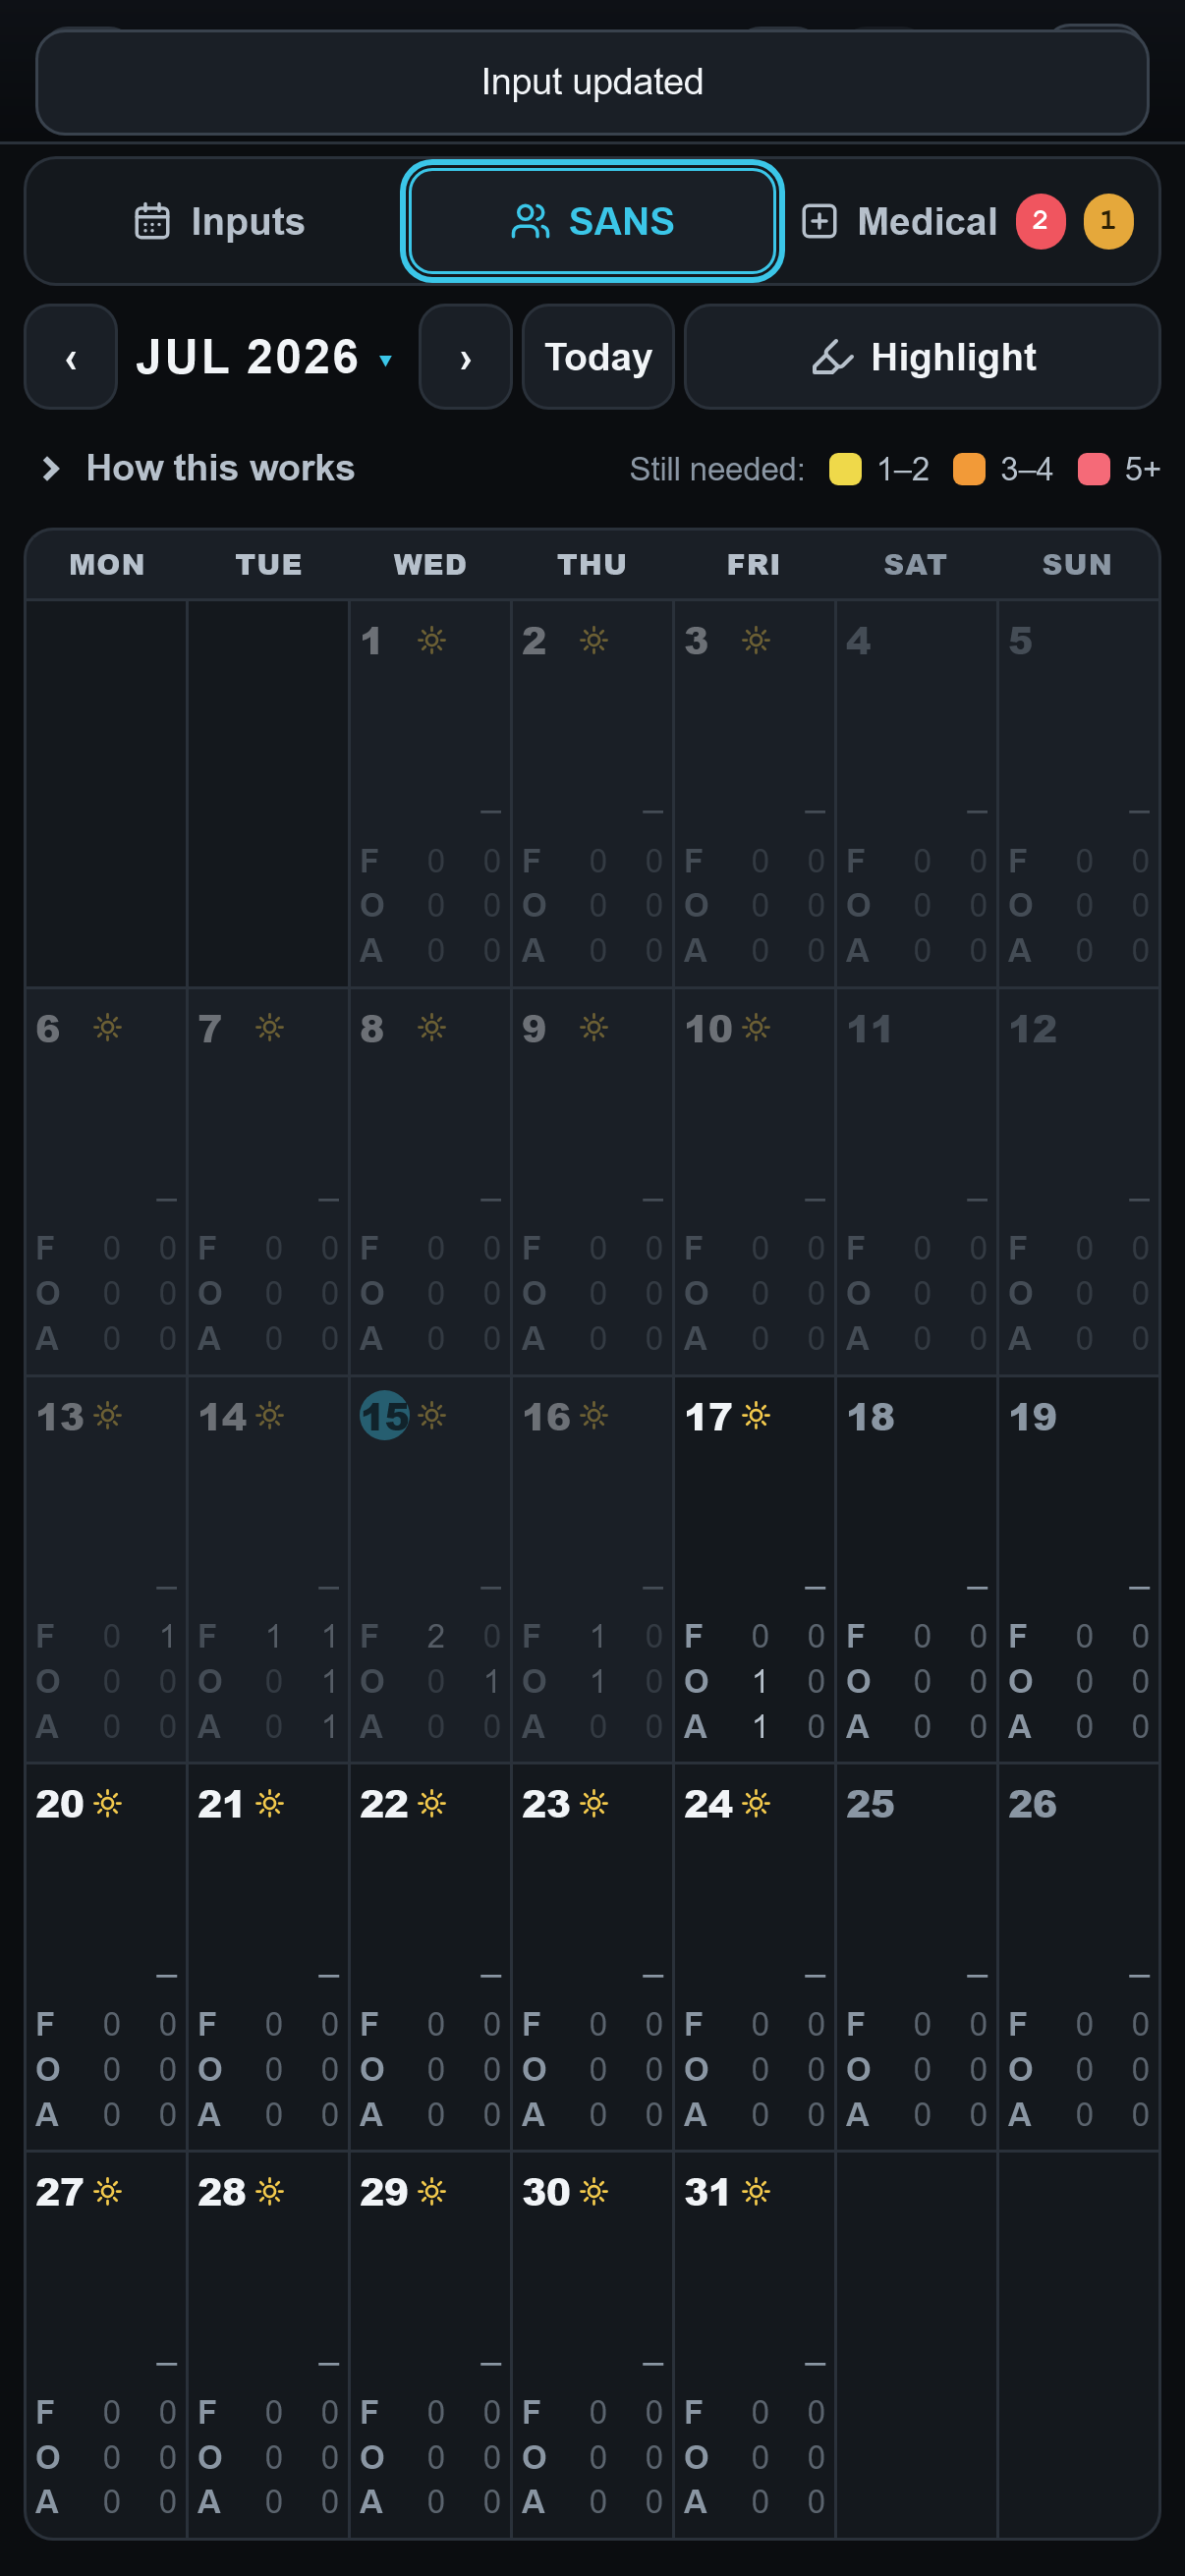 Input updated
Inputs SANS Medical 2 1
‹ JUL 2026 ▼ › Today Highlight
How this works Still needed: 1–2 3–4 5+
MON TUE WED THU FRI SAT SUN
1 2 3 4 5
– – – – –
F 0 0 F 0 0 F 0 0 F 0 0 F 0 0
O 0 0 O 0 0 O 0 0 O 0 0 O 0 0
A 0 0 A 0 0 A 0 0 A 0 0 A 0 0
6 7 8 9 10 11 12
– – – – – – –
F 0 0 F 0 0 F 0 0 F 0 0 F 0 0 F 0 0 F 0 0
O 0 0 O 0 0 O 0 0 O 0 0 O 0 0 O 0 0 O 0 0
A 0 0 A 0 0 A 0 0 A 0 0 A 0 0 A 0 0 A 0 0
13 14 15 16 17 18 19
– – – – – – –
F 0 1 F 1 1 F 2 0 F 1 0 F 0 0 F 0 0 F 0 0
O 0 0 O 0 1 O 0 1 O 1 0 O 1 0 O 0 0 O 0 0
A 0 0 A 0 1 A 0 0 A 0 0 A 1 0 A 0 0 A 0 0
20 21 22 23 24 25 26
– – – – – – –
F 0 0 F 0 0 F 0 0 F 0 0 F 0 0 F 0 0 F 0 0
O 0 0 O 0 0 O 0 0 O 0 0 O 0 0 O 0 0 O 0 0
A 0 0 A 0 0 A 0 0 A 0 0 A 0 0 A 0 0 A 0 0
27 28 29 30 31
– – – – –
F 0 0 F 0 0 F 0 0 F 0 0 F 0 0
O 0 0 O 0 0 O 0 0 O 0 0 O 0 0
A 0 0 A 0 0 A 0 0 A 0 0 A 0 0